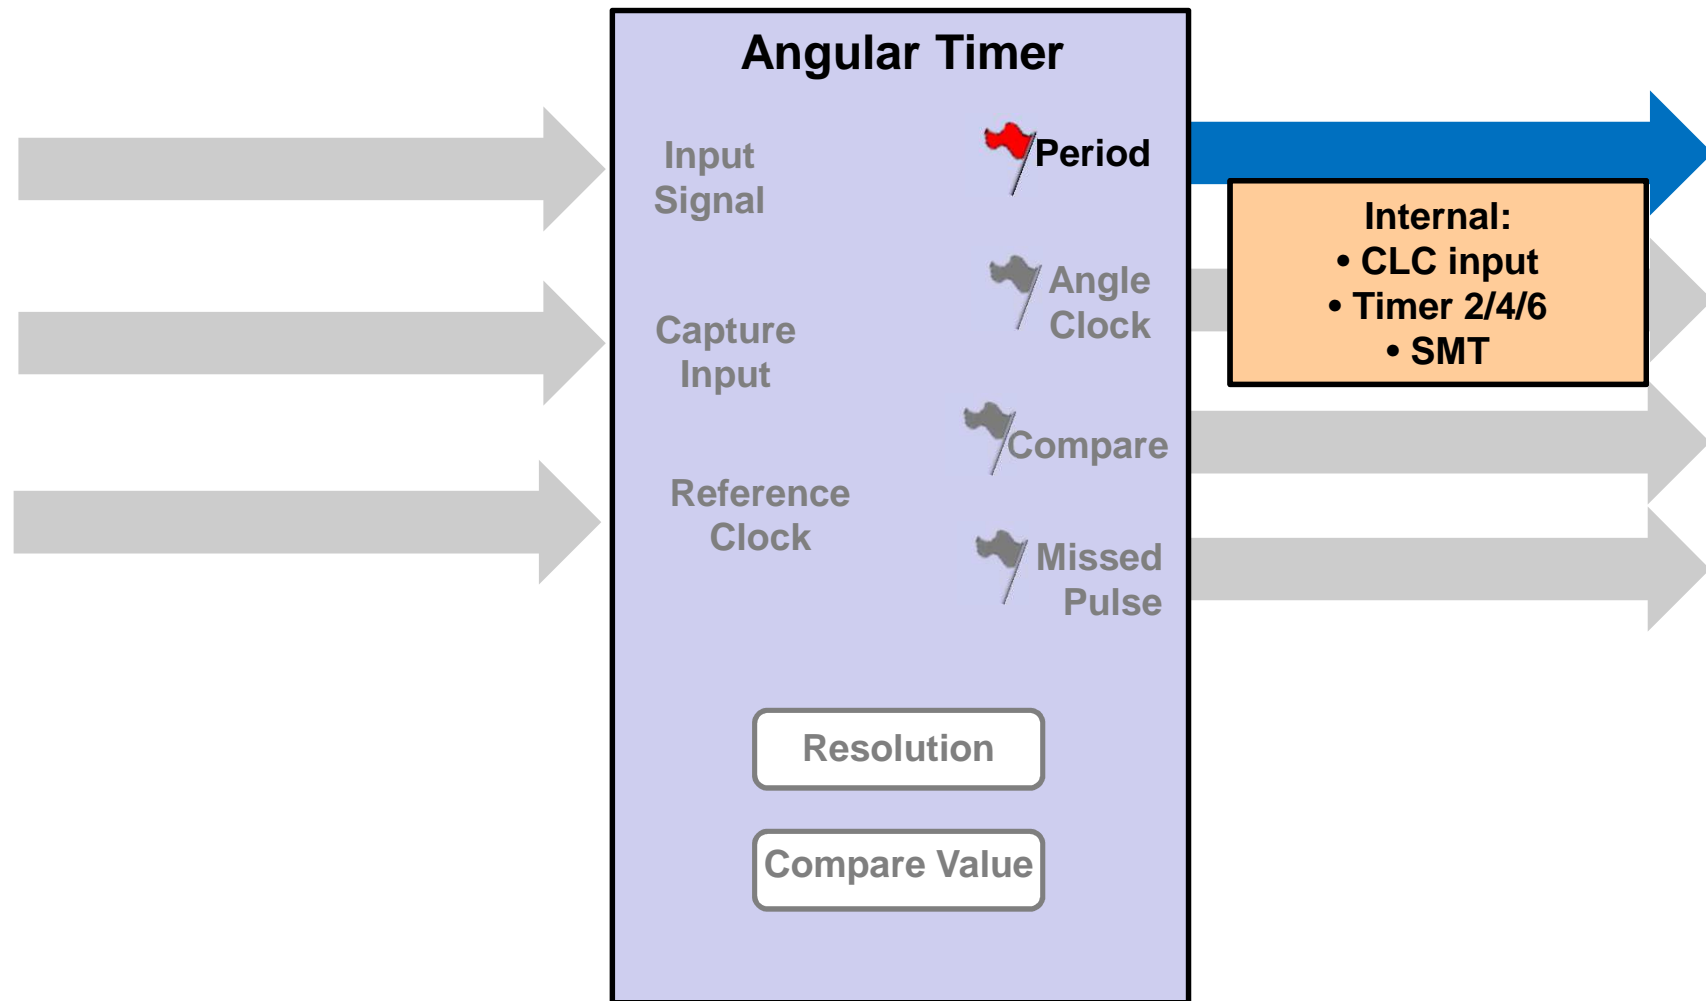 Angular Timer
Input
Signal
Capture
Input
Reference
Clock
Period
Angle
Clock
Compare
Missed
Pulse
Internal:
• CLC input
• Timer 2/4/6
• SMT
Resolution
Compare Value